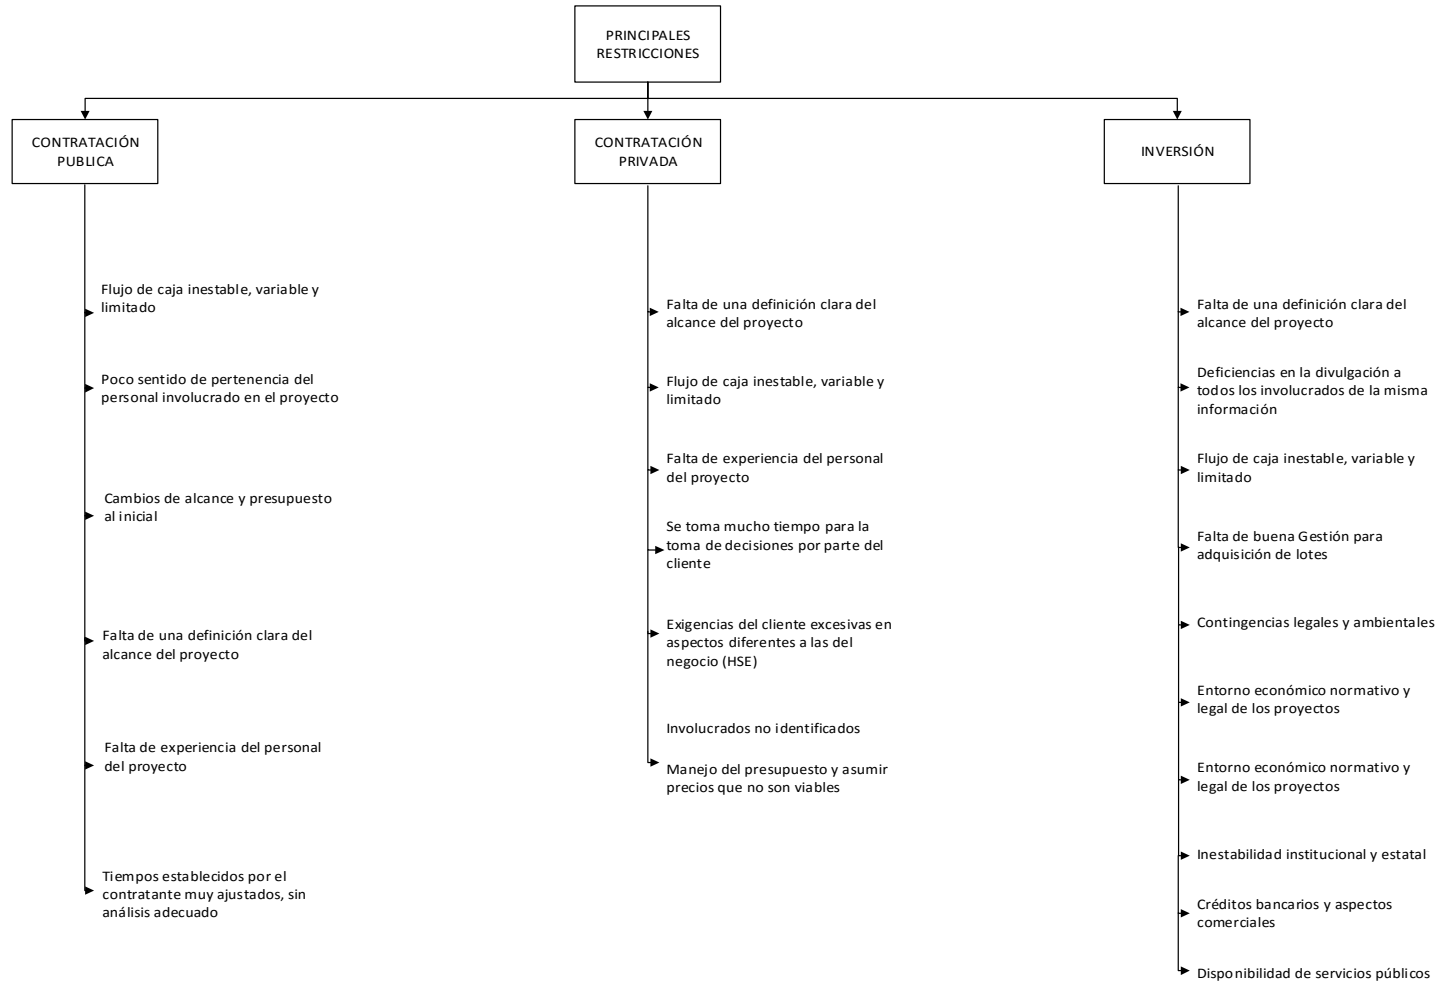 PRINCIPALES
RESTRICCIONES
CONTRATACIÓN
PUBLICA
CONTRATACIÓN
PRIVADA
INVERSIÓN
Flujo de caja inestable, variable y
limitado
Poco sentido de pertenencia del
personal involucrado en el proyecto
Cambios de alcance y presupuesto
al inicial
Falta de una definición clara del
alcance del proyecto
Falta de experiencia del personal
del proyecto
Tiempos establecidos por el
contratante muy ajustados, sin
análisis adecuado
Falta de una definición clara del
alcance del proyecto
Flujo de caja inestable, variable y
limitado
Falta de experiencia del personal
del proyecto
Se toma mucho tiempo para la
toma de decisiones por parte del
cliente
Exigencias del cliente excesivas en
aspectos diferentes a las del
negocio (HSE)
Involucrados no identificados
Manejo del presupuesto y asumir
precios que no son viables
Falta de una definición clara del
alcance del proyecto
Deficiencias en la divulgación a
todos los involucrados de la misma
información
Flujo de caja inestable, variable y
limitado
Falta de buena Gestión para
adquisición de lotes
Contingencias legales y ambientales
Entorno económico normativo y
legal de los proyectos
Entorno económico normativo y
legal de los proyectos
Inestabilidad institucional y estatal
Créditos bancarios y aspectos
comerciales
Disponibilidad de servicios públicos